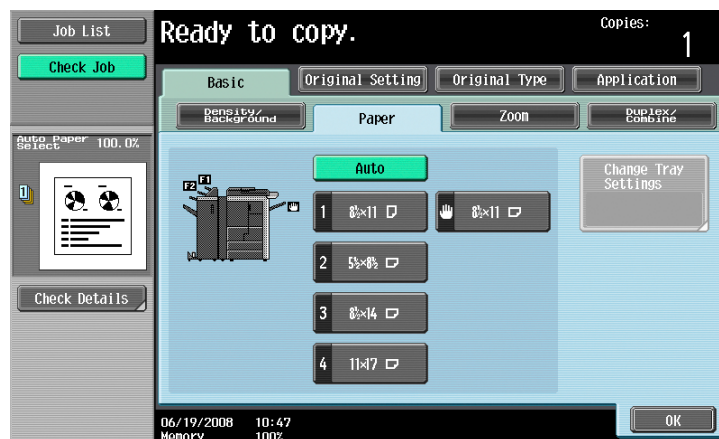 Job List
Ready to copy.
Copies:
1
Check Job
Basic
Original Setting
Original Type
Application
Density/
Background
Paper
Zoom
Duplex/
Combine
Auto Paper
Select
100.0%
1
F2
F1
Auto
Change Tray
Settings
1 8½×11
8½×11
2 5½×8½
3 8½×14
4 11×17
Check Details
OK
06/19/2008 10:47
Memory 100%